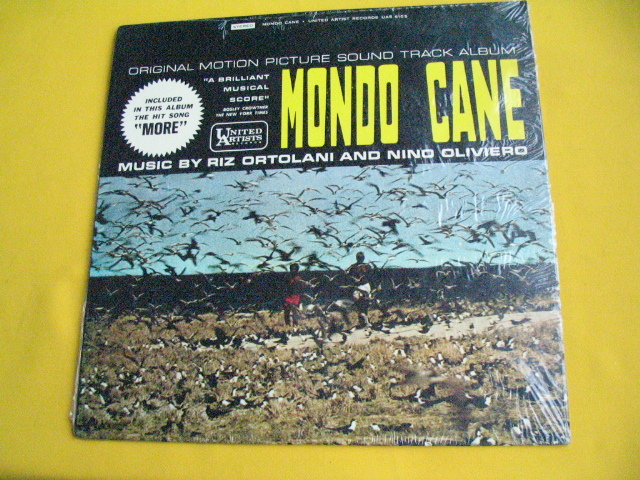 STEREO
MONDO CANE • UNITED ARTIST RECORDS UAS 5105
ORIGINAL MOTION PICTURE SOUND TRACK ALBUM
INCLUDED
IN THIS ALBUM
THE HIT SONG
"MORE"
"A BRILLIANT
MUSICAL
SCORE"
BOSLEY CROWTHER
THE NEW YORK TIMES
UNITED
ARTISTS
RECORDS
MONDO CANE
MUSIC BY RIZ ORTOLANI AND NINO OLIVIERO